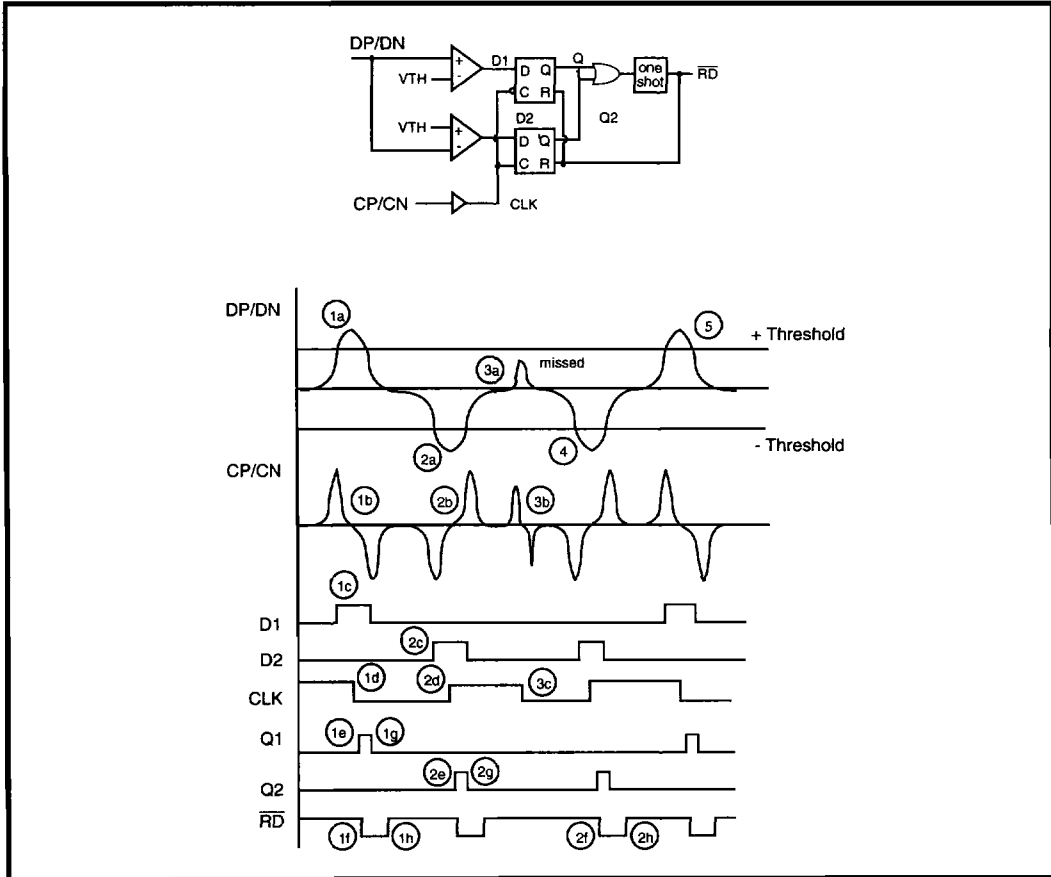 DP/DN
VTH
+
-
D1
D Q
C R
Q
one shot
R̅D̅
VTH
+
-
D2
D Q
C R
Q2
CP/CN
CLK
DP/DN
1a
5
+ Threshold
3a
missed
2a
4
- Threshold
CP/CN
1b
2b
3b
1c
D1
2c
D2
1d
2d
3c
CLK
1e
1g
Q1
2e
2g
Q2
R̅D̅
1f
1h
2f
2h